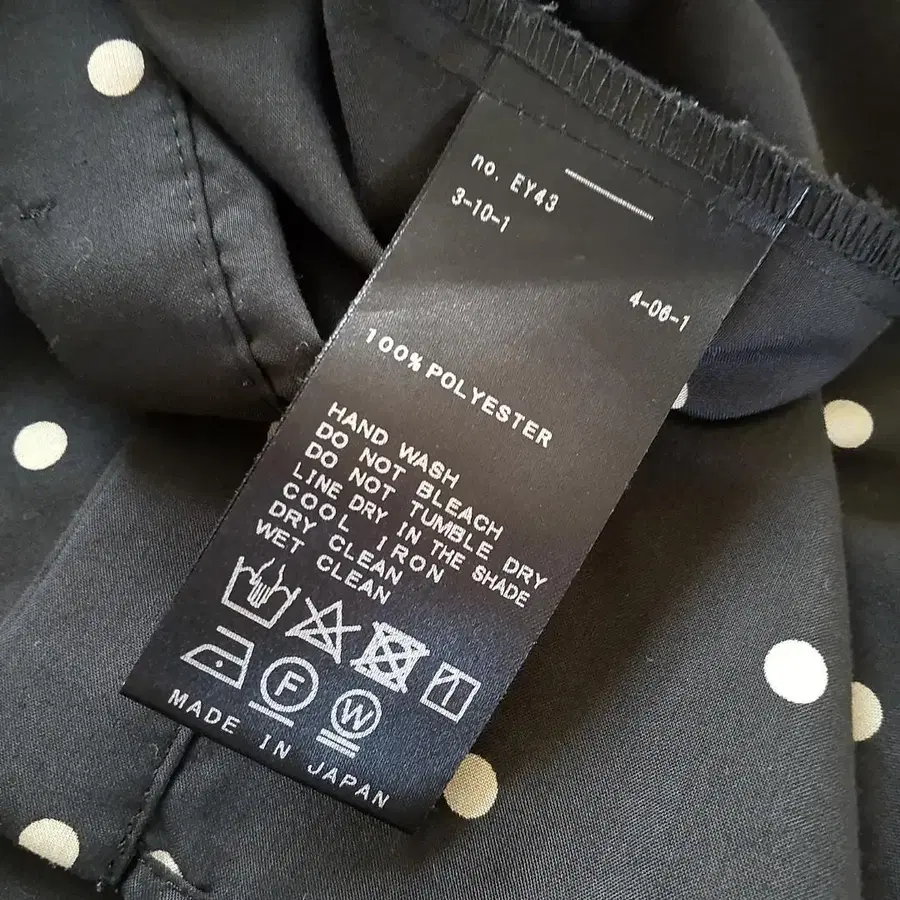 no. EY43
3-10-1
4-06-1
100% POLYESTER
HAND WASH
DO NOT BLEACH
DO NOT TUMBLE DRY
LINE DRY IN THE SHADE
COOL IRON
DRY CLEAN
WET CLEAN
F
W
MADE IN JAPAN